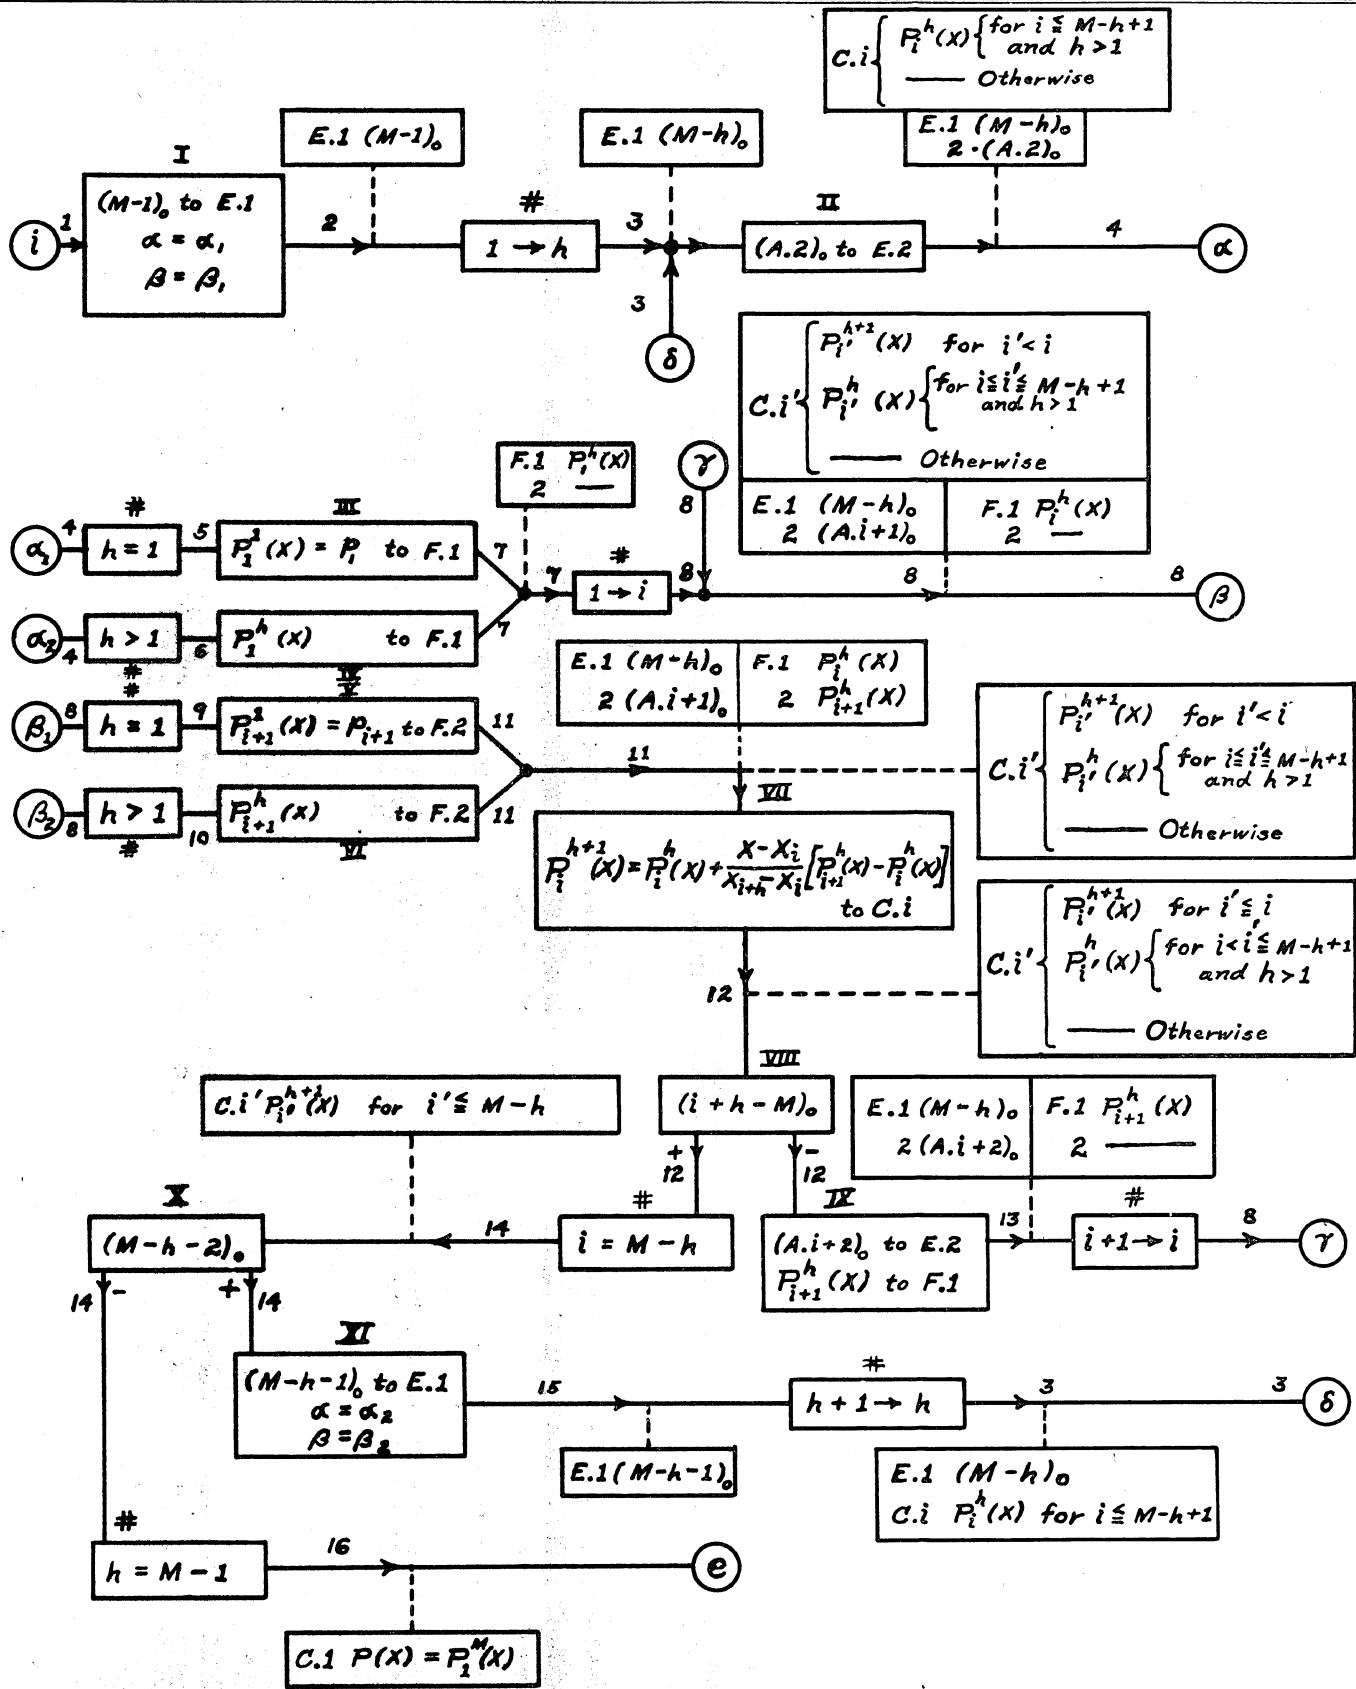 C.i { P_i^h(X) { for i ≦ M-h+1
and h > 1
—— Otherwise
E.1 (M-h)₀
2 · (A.2)₀
E.1 (M-1)₀
E.1 (M-h)₀
I
(M-1)₀ to E.1
α = α₁
β = β₁
i
1
2
#
1 → h
3
3
II
(A.2)₀ to E.2
4
α
δ
C.i' { P_i'^{h+1}(X) for i' < i
P_i'^h (X) { for i ≦ i' ≦ M-h+1
and h > 1
—— Otherwise
E.1 (M-h)₀
2 (A.i+1)₀
F.1 P_i^h(X)
2 —
F.1 P_1^h(X)
2 —
γ
8
α₁
4
#
h = 1
5
III
P_1^1(X) = p_1 to F.1
7
7
#
1 → i
8
8
8
β
α₂
4
h > 1
#
6
P_1^h(X) to F.1
IV
7
E.1 (M-h)₀
2 (A.i+1)₀
F.1 P_i^h(X)
2 P_{i+1}^h(X)
β₁
8
#
h = 1
9
V
P_{i+1}^1(X) = p_{i+1} to F.2
11
11
β₂
8
h > 1
#
10
P_{i+1}^h(X) to F.2
VI
11
C.i' { P_i'^{h+1}(X) for i' < i
P_i'^h(X) { for i ≦ i' ≦ M-h+1
and h > 1
—— Otherwise
VII
P_i^{h+1}(X) = P_i^h(X) + (X-X_i)/(X_{i+h}-X_i) [P_{i+1}^h(X) - P_i^h(X)]
to C.i
C.i' { P_i'^{h+1}(X) for i' ≦ i
P_i'^h(X) { for i < i' ≦ M-h+1
and h > 1
—— Otherwise
12
VIII
(i+h-M)₀
+
12
-
12
C.i' P_i'^{h+1}(X) for i' ≦ M-h
E.1 (M-h)₀
2 (A.i+2)₀
F.1 P_{i+1}^h(X)
2 ——
X
(M-h-2)₀
14
#
i = M-h
IX
(A.i+2)₀ to E.2
P_{i+1}^h(X) to F.1
13
#
i+1 → i
8
γ
14
-
+
14
XI
(M-h-1)₀ to E.1
α = α₂
β = β₂
15
#
h+1 → h
3
3
δ
E.1 (M-h-1)₀
E.1 (M-h)₀
C.i P_i^h(X) for i ≦ M-h+1
#
h = M-1
16
e
C.1 P(X) = P_1^M(X)